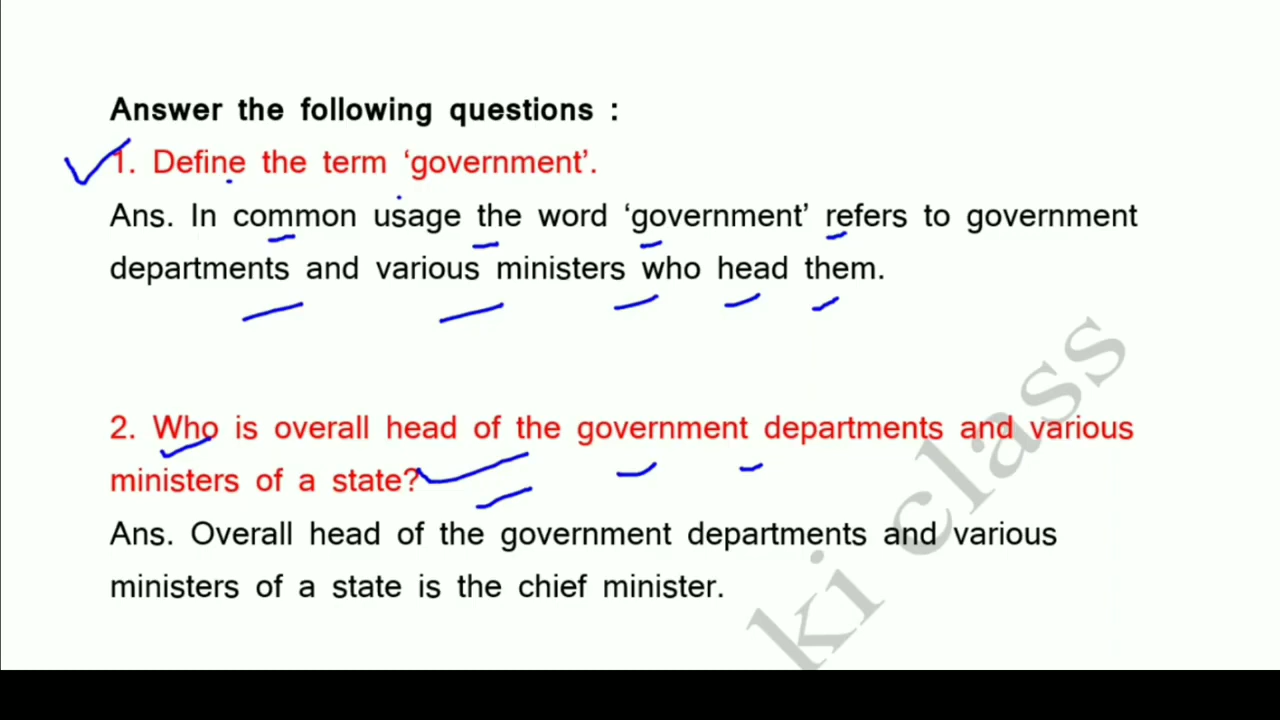 Answer the following questions :
1. Define the term ‘government’.
Ans. In common usage the word ‘government’ refers to government
departments and various ministers who head them.
2. Who is overall head of the government departments and various
ministers of a state?
Ans. Overall head of the government departments and various
ministers of a state is the chief minister.
ki class